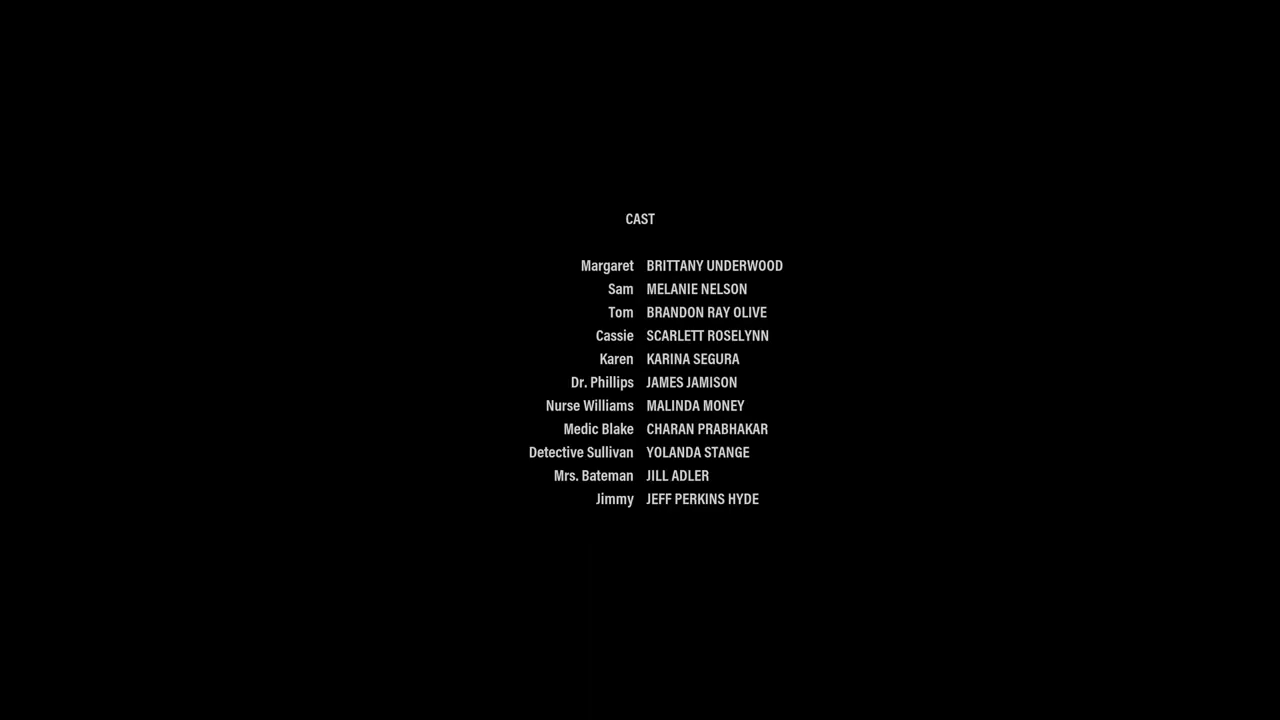 CAST
Margaret BRITTANY UNDERWOOD
Sam MELANIE NELSON
Tom BRANDON RAY OLIVE
Cassie SCARLETT ROSELYNN
Karen KARINA SEGURA
Dr. Phillips JAMES JAMISON
Nurse Williams MALINDA MONEY
Medic Blake CHARAN PRABHAKAR
Detective Sullivan YOLANDA STANGE
Mrs. Bateman JILL ADLER
Jimmy JEFF PERKINS HYDE